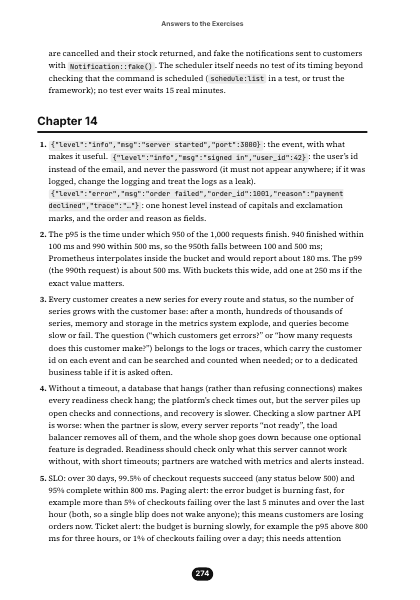 Answers to the Exercises
are cancelled and their stock returned, and fake the notifications sent to customers
with Notification::fake(). The scheduler itself needs no test of its timing beyond
checking that the command is scheduled (schedule:list in a test, or trust the
framework); no test ever waits 15 real minutes.
Chapter 14
1. {"level":"info","msg":"server started","port":3000}: the event, with what
makes it useful. {"level":"info","msg":"signed in","user_id":42}: the user's id
instead of the email, and never the password (it must not appear anywhere; if it was
logged, change the logging and treat the logs as a leak).
{"level":"error","msg":"order failed","order_id":1001,"reason":"payment
declined","trace":"…"}: one honest level instead of capitals and exclamation
marks, and the order and reason as fields.
2. The p95 is the time under which 950 of the 1,000 requests finish. 940 finished within
100 ms and 990 within 500 ms, so the 950th falls between 100 and 500 ms;
Prometheus interpolates inside the bucket and would report about 180 ms. The p99
(the 990th request) is about 500 ms. With buckets this wide, add one at 250 ms if the
exact value matters.
3. Every customer creates a new series for every route and status, so the number of
series grows with the customer base: after a month, hundreds of thousands of
series, memory and storage in the metrics system explode, and queries become
slow or fail. The question ("which customers get errors?" or "how many requests
does this customer make?") belongs to the logs or traces, which carry the customer
id on each event and can be searched and counted when needed; or to a dedicated
business table if it is asked often.
4. Without a timeout, a database that hangs (rather than refusing connections) makes
every readiness check hang; the platform's check times out, but the server piles up
open checks and connections, and recovery is slower. Checking a slow partner API
is worse: when the partner is slow, every server reports "not ready", the load
balancer removes all of them, and the whole shop goes down because one optional
feature is degraded. Readiness should check only what this server cannot work
without, with short timeouts; partners are watched with metrics and alerts instead.
5. SLO: over 30 days, 99.5% of checkout requests succeed (any status below 500) and
95% complete within 800 ms. Paging alert: the error budget is burning fast, for
example more than 5% of checkouts failing over the last 5 minutes and over the last
hour (both, so a single blip does not wake anyone); this means customers are losing
orders now. Ticket alert: the budget is burning slowly, for example the p95 above 800
ms for three hours, or 1% of checkouts failing over a day; this needs attention
274